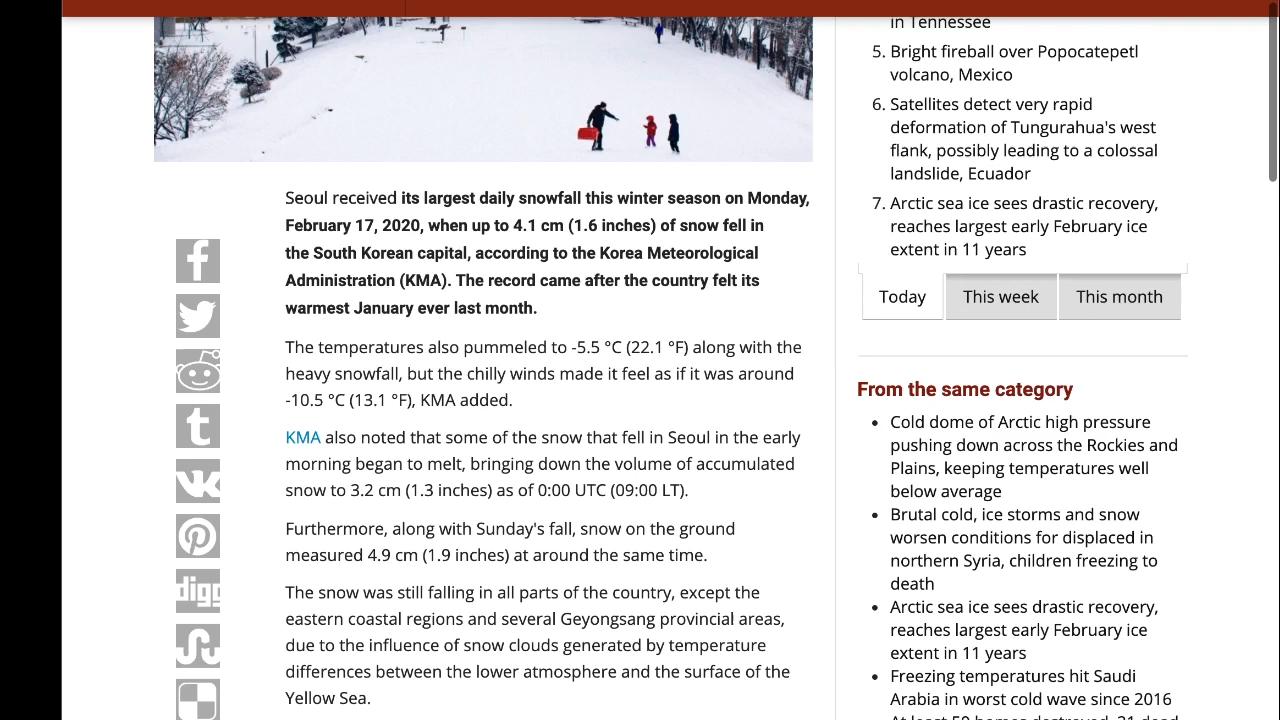 in Tennessee
5. Bright fireball over Popocatepetl
volcano, Mexico
6. Satellites detect very rapid
deformation of Tungurahua's west
flank, possibly leading to a colossal
landslide, Ecuador
7. Arctic sea ice sees drastic recovery,
reaches largest early February ice
extent in 11 years
Today This week This month
Seoul received its largest daily snowfall this winter season on Monday,
February 17, 2020, when up to 4.1 cm (1.6 inches) of snow fell in
the South Korean capital, according to the Korea Meteorological
Administration (KMA). The record came after the country felt its
warmest January ever last month.
The temperatures also pummeled to -5.5 °C (22.1 °F) along with the
heavy snowfall, but the chilly winds made it feel as if it was around
-10.5 °C (13.1 °F), KMA added.
KMA also noted that some of the snow that fell in Seoul in the early
morning began to melt, bringing down the volume of accumulated
snow to 3.2 cm (1.3 inches) as of 0:00 UTC (09:00 LT).
Furthermore, along with Sunday's fall, snow on the ground
measured 4.9 cm (1.9 inches) at around the same time.
The snow was still falling in all parts of the country, except the
eastern coastal regions and several Geyongsang provincial areas,
due to the influence of snow clouds generated by temperature
differences between the lower atmosphere and the surface of the
Yellow Sea.
digg
From the same category
• Cold dome of Arctic high pressure
pushing down across the Rockies and
Plains, keeping temperatures well
below average
• Brutal cold, ice storms and snow
worsen conditions for displaced in
northern Syria, children freezing to
death
• Arctic sea ice sees drastic recovery,
reaches largest early February ice
extent in 11 years
• Freezing temperatures hit Saudi
Arabia in worst cold wave since 2016